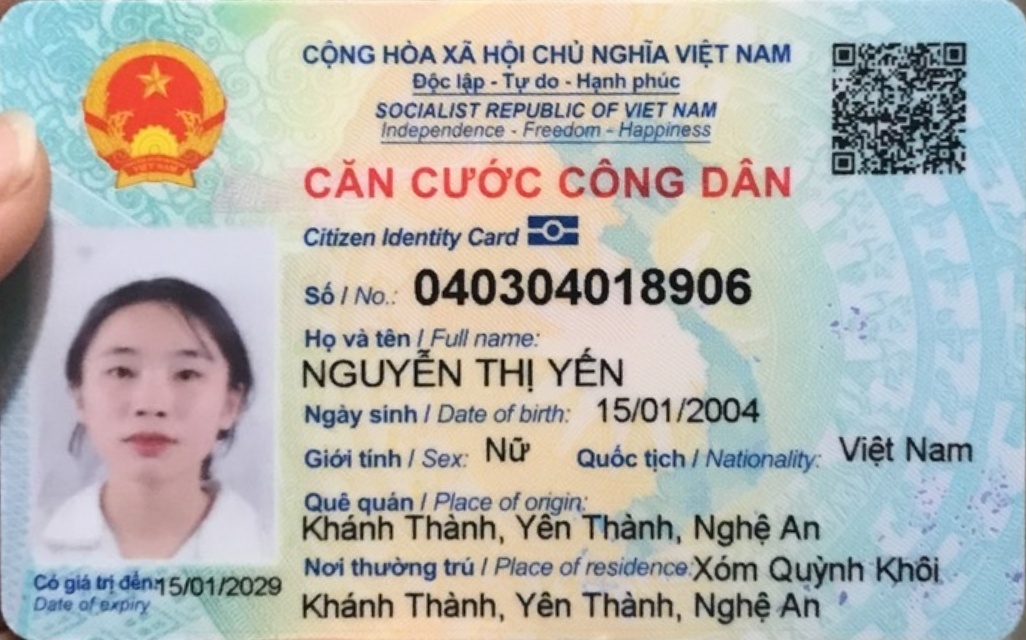 CỘNG HÒA XÃ HỘI CHỦ NGHĨA VIỆT NAM
Độc lập - Tự do - Hạnh phúc
SOCIALIST REPUBLIC OF VIET NAM
Independence - Freedom - Happiness
CĂN CƯỚC CÔNG DÂN
Citizen Identity Card
Số / No.: 040304018906
Họ và tên / Full name:
NGUYỄN THỊ YẾN
Ngày sinh / Date of birth: 15/01/2004
Giới tính / Sex: Nữ Quốc tịch / Nationality: Việt Nam
Quê quán / Place of origin:
Khánh Thành, Yên Thành, Nghệ An
Nơi thường trú / Place of residence: Xóm Quỳnh Khôi
Khánh Thành, Yên Thành, Nghệ An
Có giá trị đến: 15/01/2029
Date of expiry